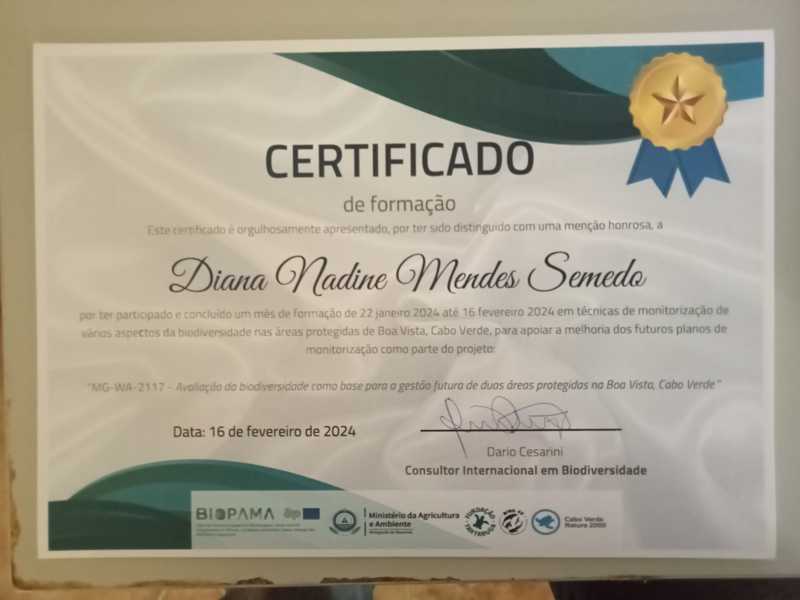 CERTIFICADO
de formação
Este certificado é orgulhosamente apresentado, por ter sido distinguido com uma menção honrosa, a
Diana Nadine Mendes Semedo
por ter participado e concluído um mês de formação de 22 janeiro 2024 até 16 fevereiro 2024 em técnicas de monitorização de
vários aspectos da biodiversidade nas áreas protegidas de Boa Vista, Cabo Verde, para apoiar a melhoria dos futuros planos de
monitorização como parte do projeto:
"MG-WA-2117 - Avaliação da biodiversidade como base para a gestão futura de duas áreas protegidas na Boa Vista, Cabo Verde"
Data: 16 de fevereiro de 2024
Dario Cesarini
Consultor Internacional em Biodiversidade
BIOPAMA
Ministério da Agricultura
e Ambiente
FUNDAÇÃO
TARTARUGA
Cabo Verde
Natura 2000